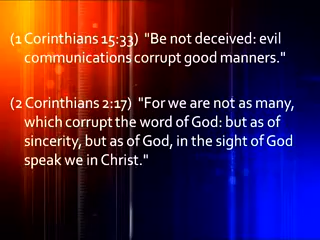 (1 Corinthians 15:33)  "Be not deceived: evil
communications corrupt good manners."
(2 Corinthians 2:17)  "For we are not as many,
which corrupt the word of God: but as of
sincerity, but as of God, in the sight of God
speak we in Christ."